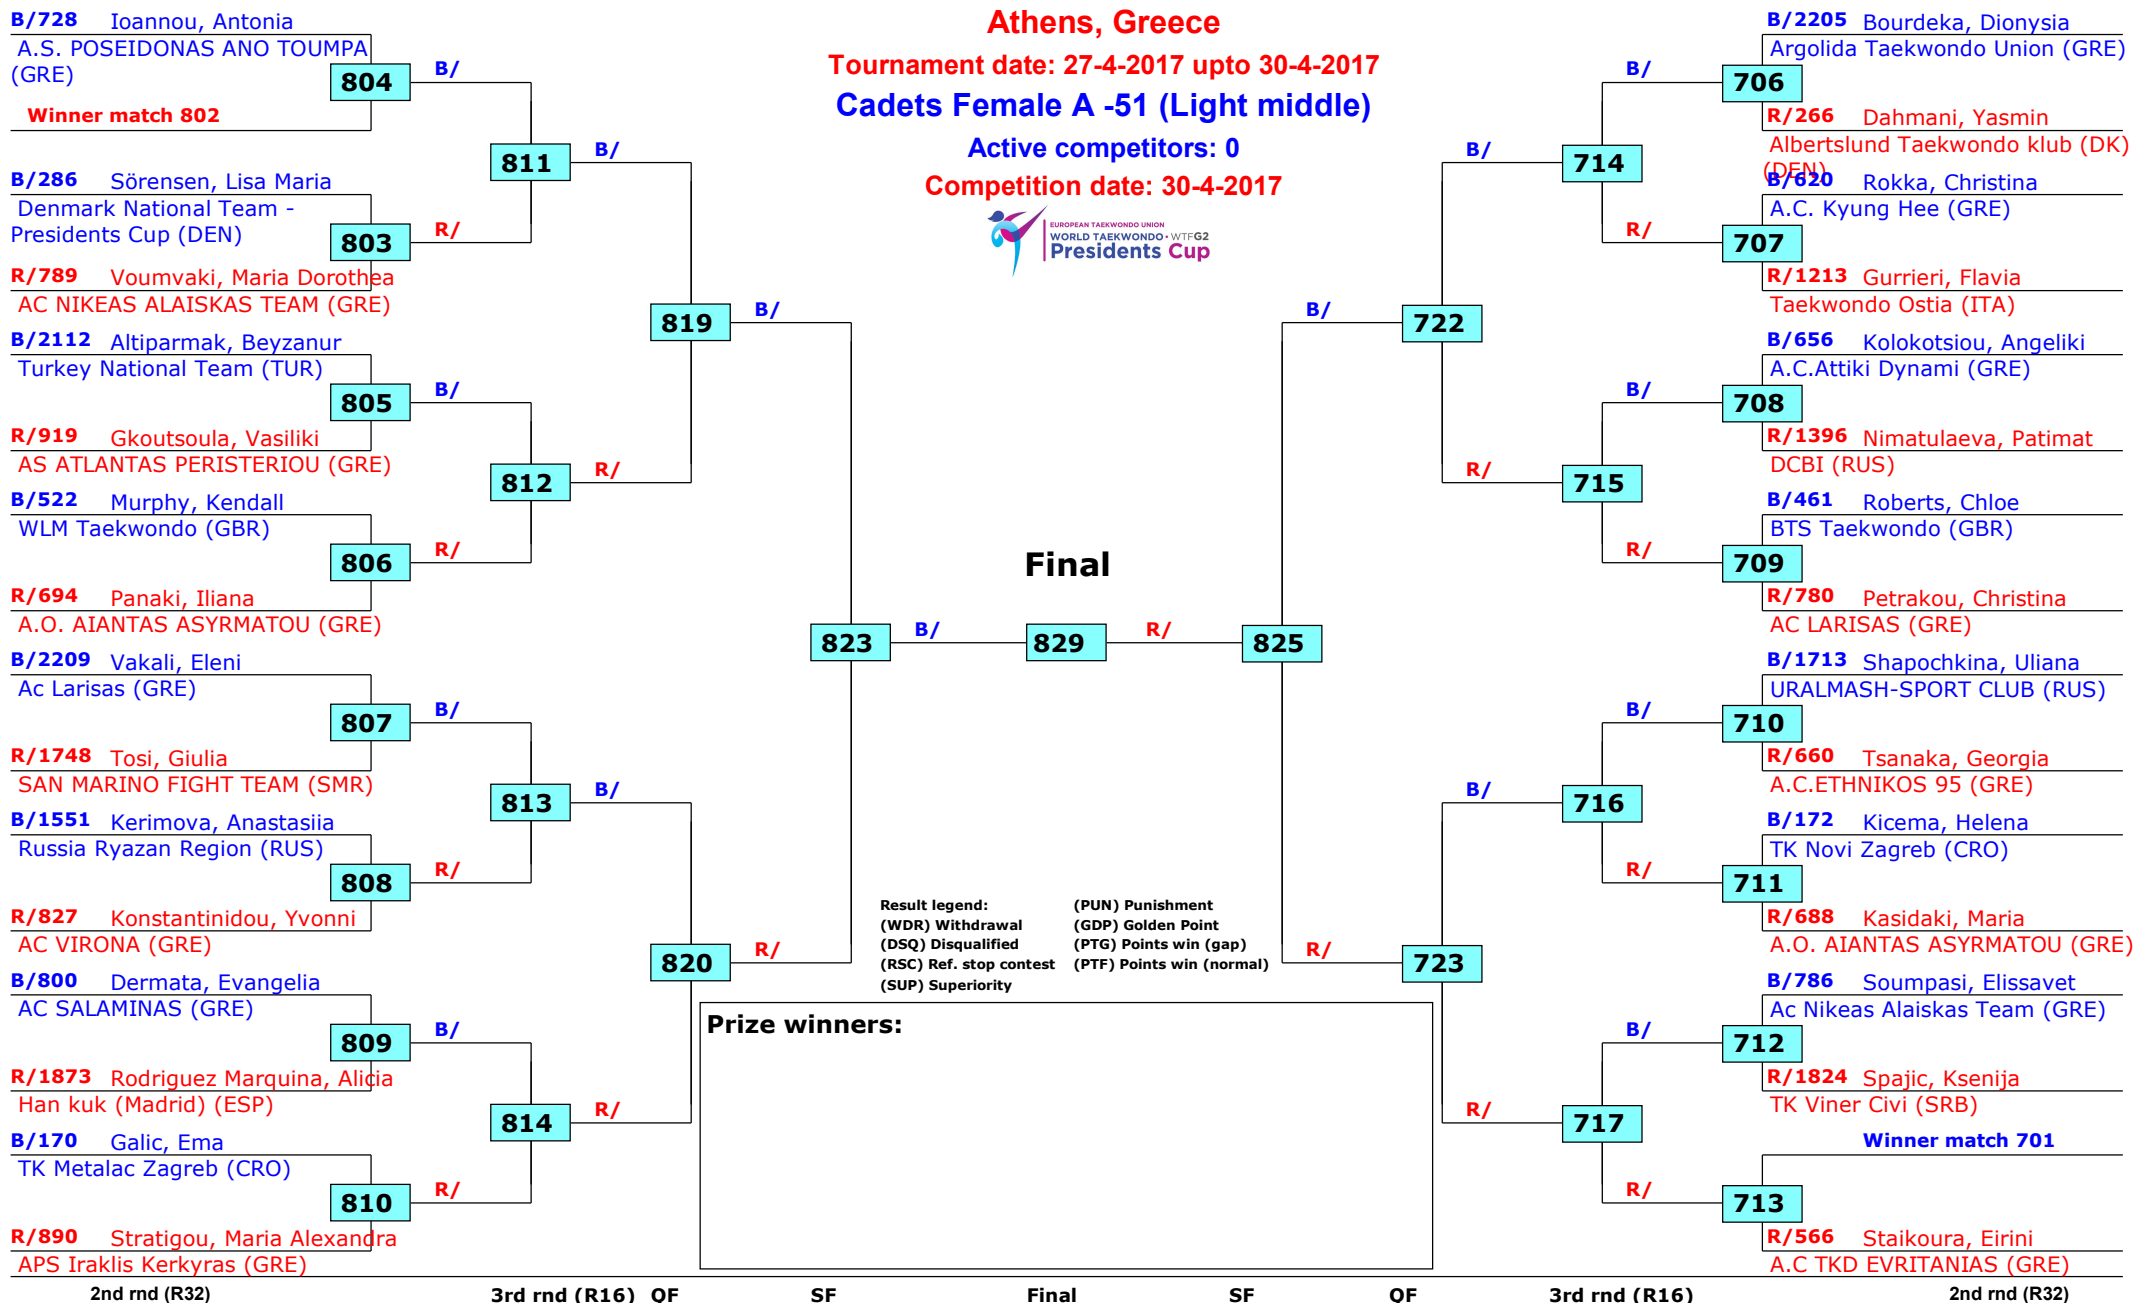 Athens, Greece
Tournament date: 27-4-2017 upto 30-4-2017
Cadets Female A -51 (Light middle)
Active competitors: 0
Competition date: 30-4-2017
EUROPEAN TAEKWONDO UNION
WORLD TAEKWONDO • WTFG2
Presidents Cup
B/728 Ioannou, Antonia
A.S. POSEIDONAS ANO TOUMPA
(GRE)
804 B/
Winner match 802
811 B/
B/286 Sörensen, Lisa Maria
Denmark National Team -
Presidents Cup (DEN)
803 R/
R/789 Voumvaki, Maria Dorothea
AC NIKEAS ALAISKAS TEAM (GRE)
819 B/
B/2112 Altiparmak, Beyzanur
Turkey National Team (TUR)
805 B/
R/919 Gkoutsoula, Vasiliki
AS ATLANTAS PERISTERIOU (GRE)
812 R/
B/522 Murphy, Kendall
WLM Taekwondo (GBR)
806 R/
R/694 Panaki, Iliana
A.O. AIANTAS ASYRMATOU (GRE)
823 B/
B/2209 Vakali, Eleni
Ac Larisas (GRE)
807 B/
R/1748 Tosi, Giulia
SAN MARINO FIGHT TEAM (SMR)
813 B/
B/1551 Kerimova, Anastasiia
Russia Ryazan Region (RUS)
808 R/
R/827 Konstantinidou, Yvonni
AC VIRONA (GRE)
820 R/
B/800 Dermata, Evangelia
AC SALAMINAS (GRE)
809 B/
R/1873 Rodriguez Marquina, Alicia
Han kuk (Madrid) (ESP)
814 R/
B/170 Galic, Ema
TK Metalac Zagreb (CRO)
810 R/
R/890 Stratigou, Maria Alexandra
APS Iraklis Kerkyras (GRE)
Final
829
B/2205 Bourdeka, Dionysia
Argolida Taekwondo Union (GRE)
B/ 706
R/266 Dahmani, Yasmin
Albertslund Taekwondo klub (DK)
(DEN)
B/ 714
B/620 Rokka, Christina
A.C. Kyung Hee (GRE)
R/ 707
R/1213 Gurrieri, Flavia
Taekwondo Ostia (ITA)
B/ 722
B/656 Kolokotsiou, Angeliki
A.C.Attiki Dynami (GRE)
B/ 708
R/1396 Nimatulaeva, Patimat
DCBI (RUS)
R/ 715
B/461 Roberts, Chloe
BTS Taekwondo (GBR)
R/ 709
R/780 Petrakou, Christina
AC LARISAS (GRE)
R/ 825
B/1713 Shapochkina, Uliana
URALMASH-SPORT CLUB (RUS)
B/ 710
R/660 Tsanaka, Georgia
A.C.ETHNIKOS 95 (GRE)
B/ 716
B/172 Kicema, Helena
TK Novi Zagreb (CRO)
R/ 711
R/688 Kasidaki, Maria
A.O. AIANTAS ASYRMATOU (GRE)
R/ 723
B/786 Soumpasi, Elissavet
Ac Nikeas Alaiskas Team (GRE)
B/ 712
R/1824 Spajic, Ksenija
TK Viner Civi (SRB)
R/ 717
Winner match 701
R/ 713
R/566 Staikoura, Eirini
A.C TKD EVRITANIAS (GRE)
Result legend: (PUN) Punishment
(WDR) Withdrawal (GDP) Golden Point
(DSQ) Disqualified (PTG) Points win (gap)
(RSC) Ref. stop contest (PTF) Points win (normal)
(SUP) Superiority
Prize winners:
2nd rnd (R32) 3rd rnd (R16) QF SF Final SF QF 3rd rnd (R16) 2nd rnd (R32)